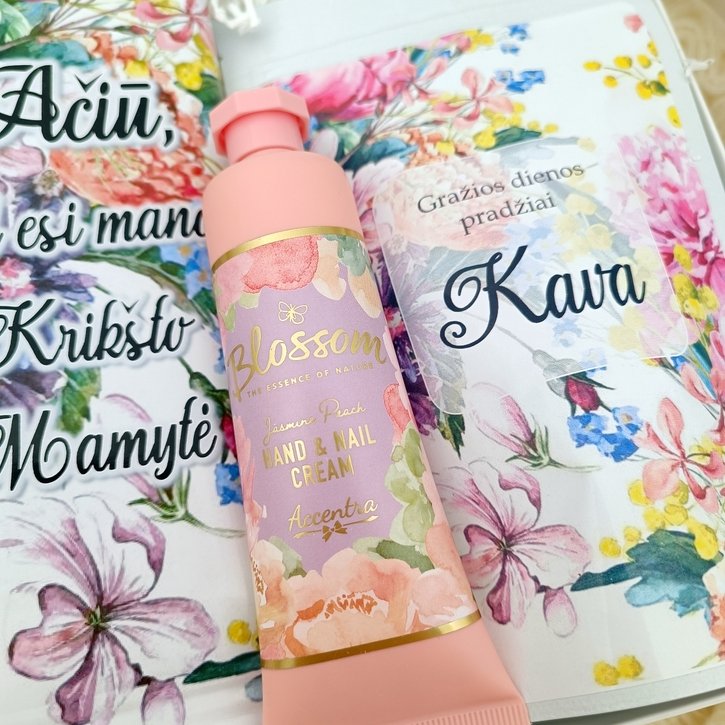 Ačiū,
esi mano
Krikšto
Mamytė
Blossom
THE ESSENCE OF NATURE
Jasmine Peach
HAND & NAIL
CREAM
Accentra
Gražios dienos
pradžiai
Kava